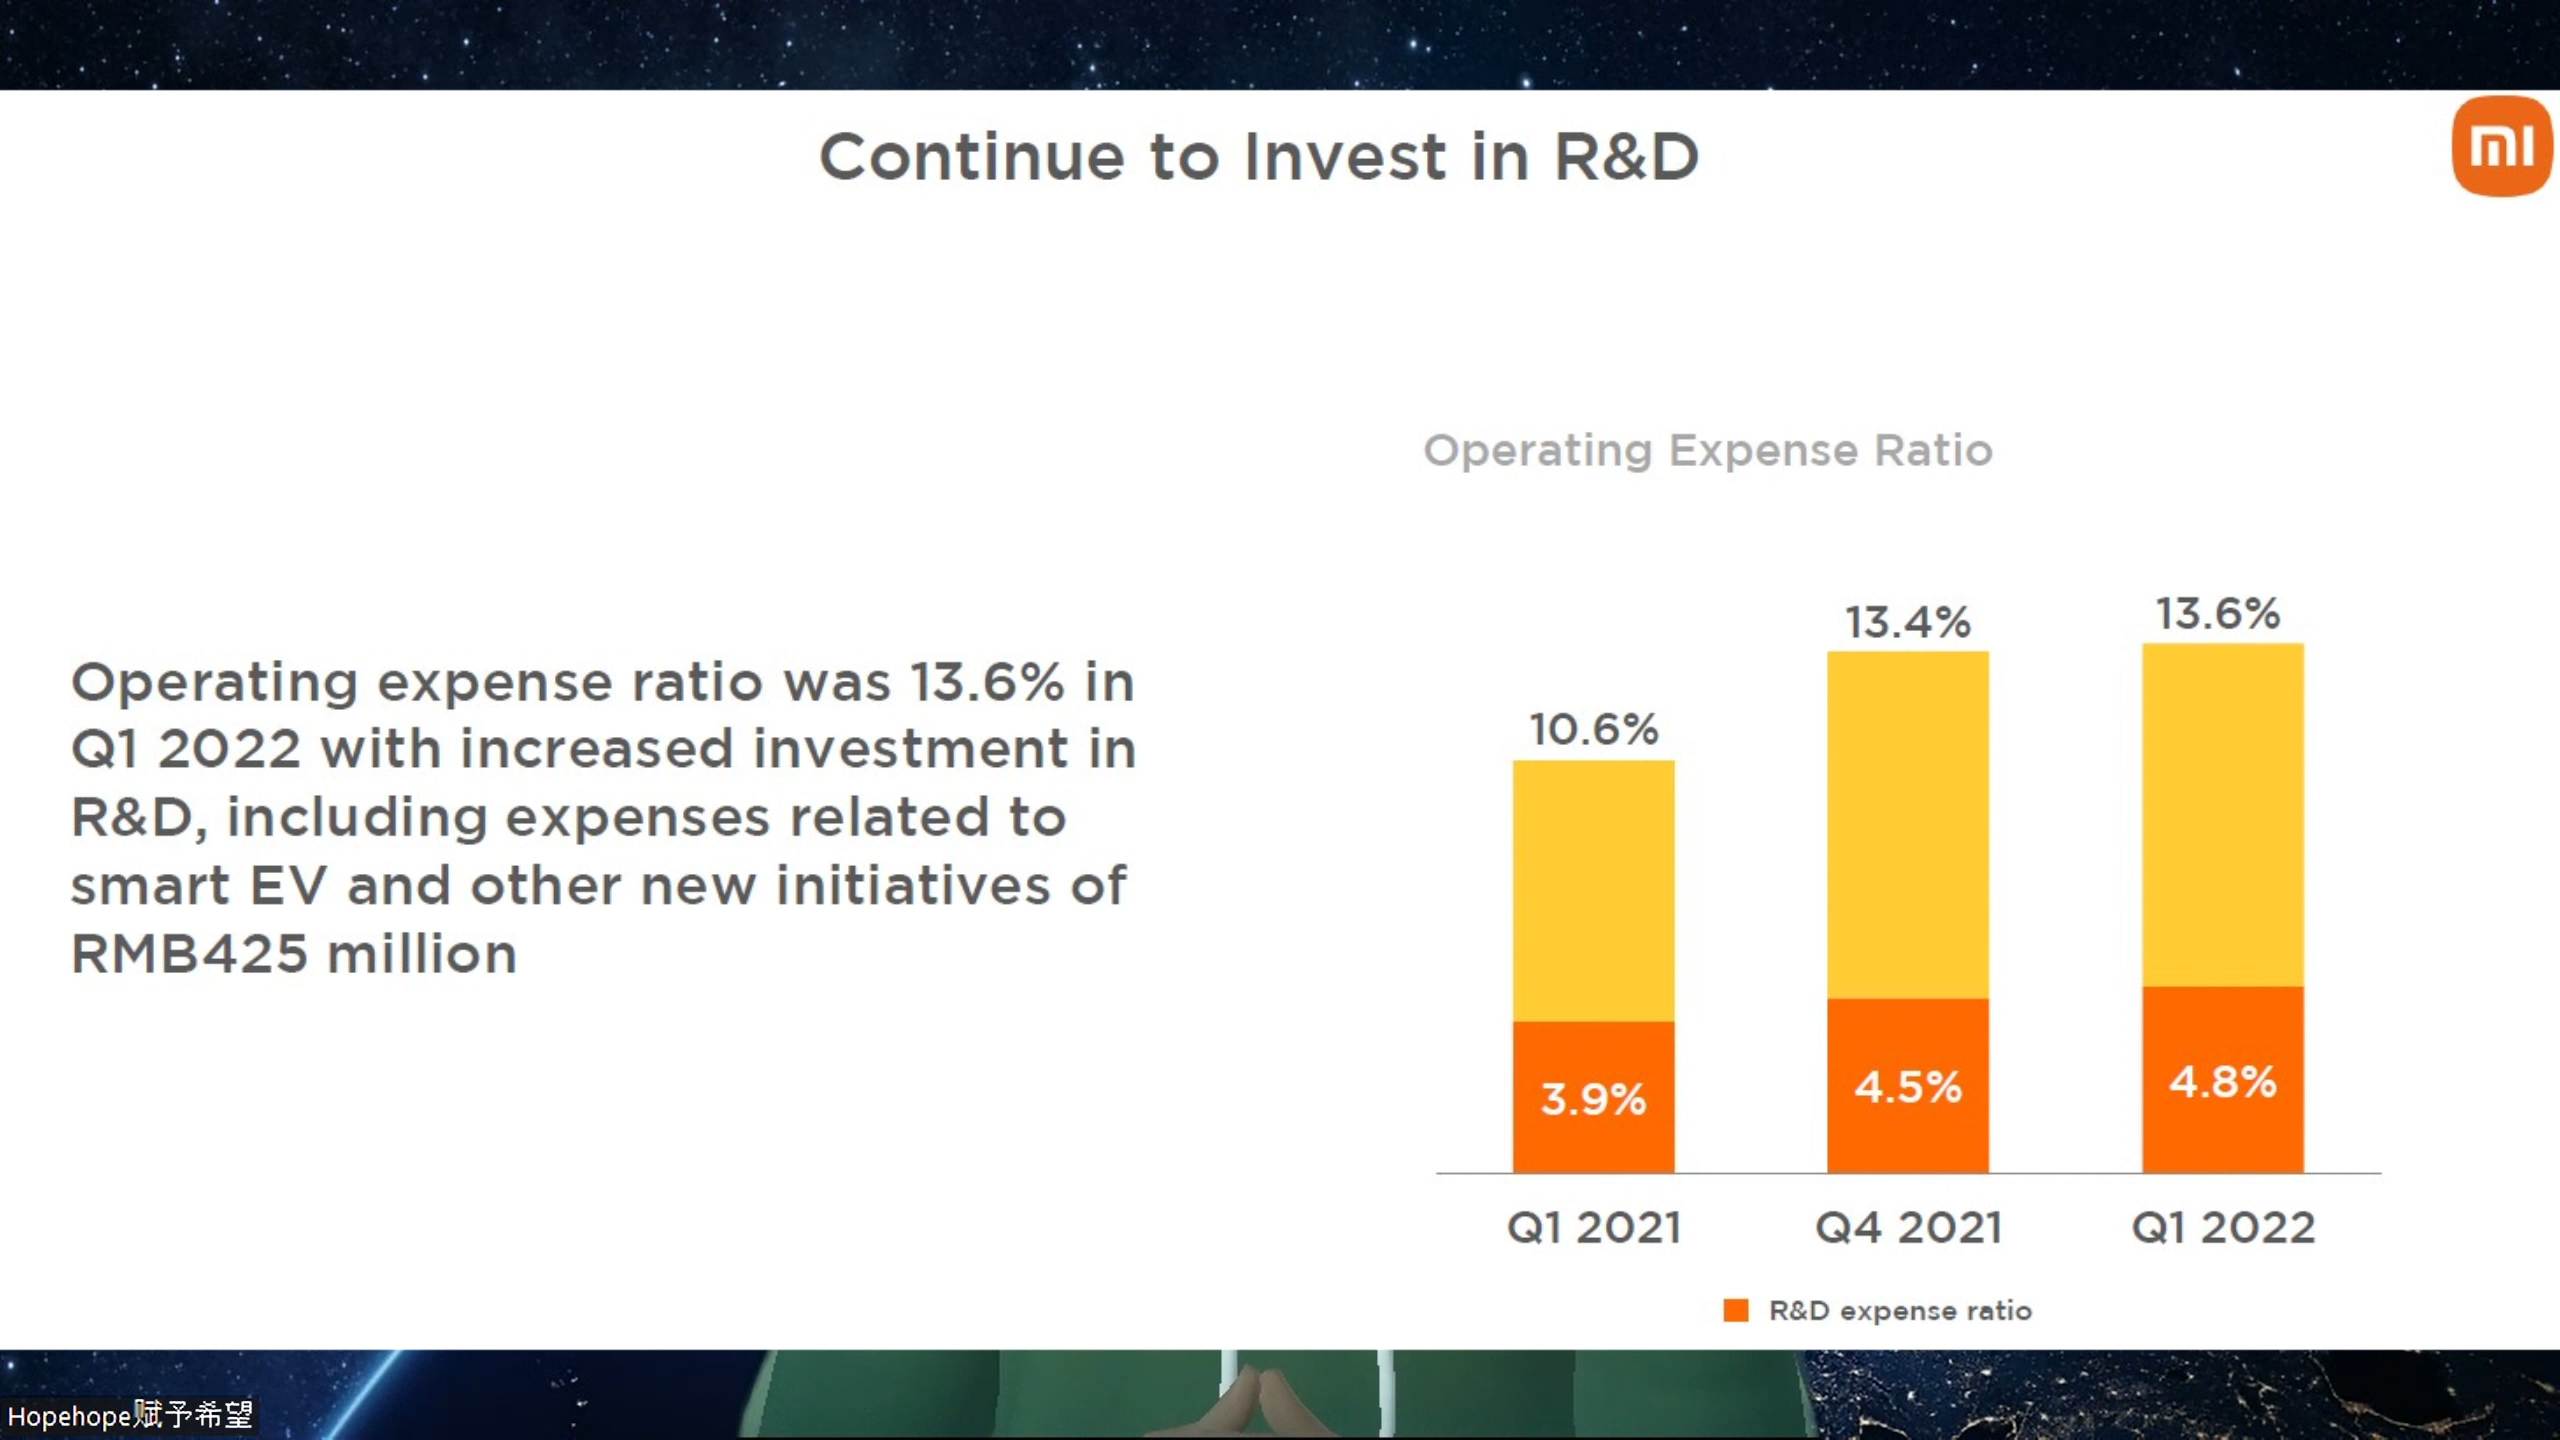 Continue to Invest in R&D
mi
Operating expense ratio was 13.6% in
Q1 2022 with increased investment in
R&D, including expenses related to
smart EV and other new initiatives of
RMB425 million
Operating Expense Ratio
10.6%
13.4%
13.6%
3.9%
4.5%
4.8%
Q1 2021
Q4 2021
Q1 2022
R&D expense ratio
Hopehope赋予希望